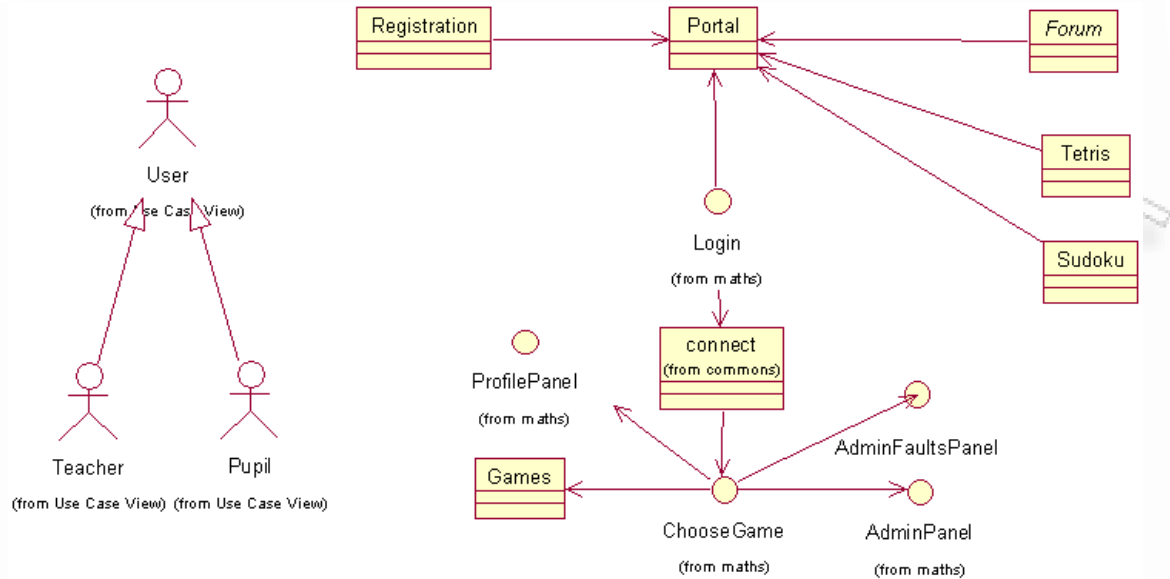 Registration
Portal
Forum
User
(from Use Case View)
Tetris
Login
(from maths)
Sudoku
connect
(from commons)
ProfilePanel
(from maths)
AdminFaultsPanel
Teacher
(from Use Case View)
Pupil
(from Use Case View)
Games
ChooseGame
(from maths)
AdminPanel
(from maths)